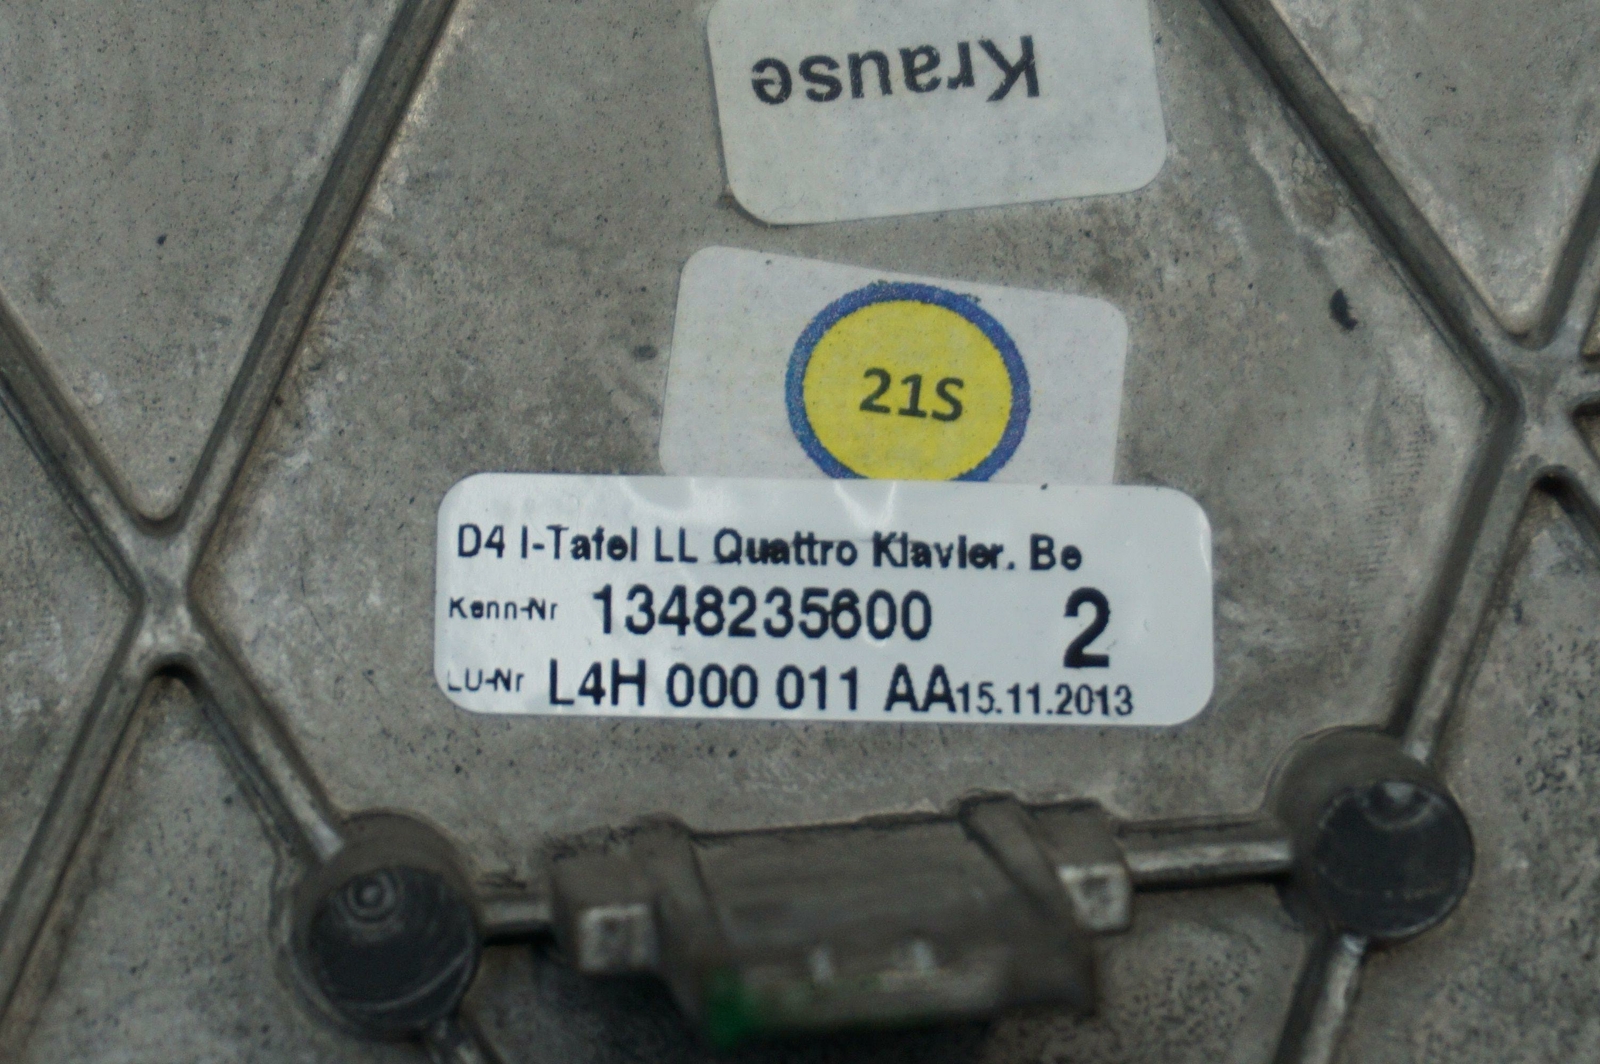 Krause
21S
D4 I-Tafel LL Quattro Klavier. Be
Kenn-Nr 1348235600 2
LU-Nr L4H 000 011 AA 15.11.2013